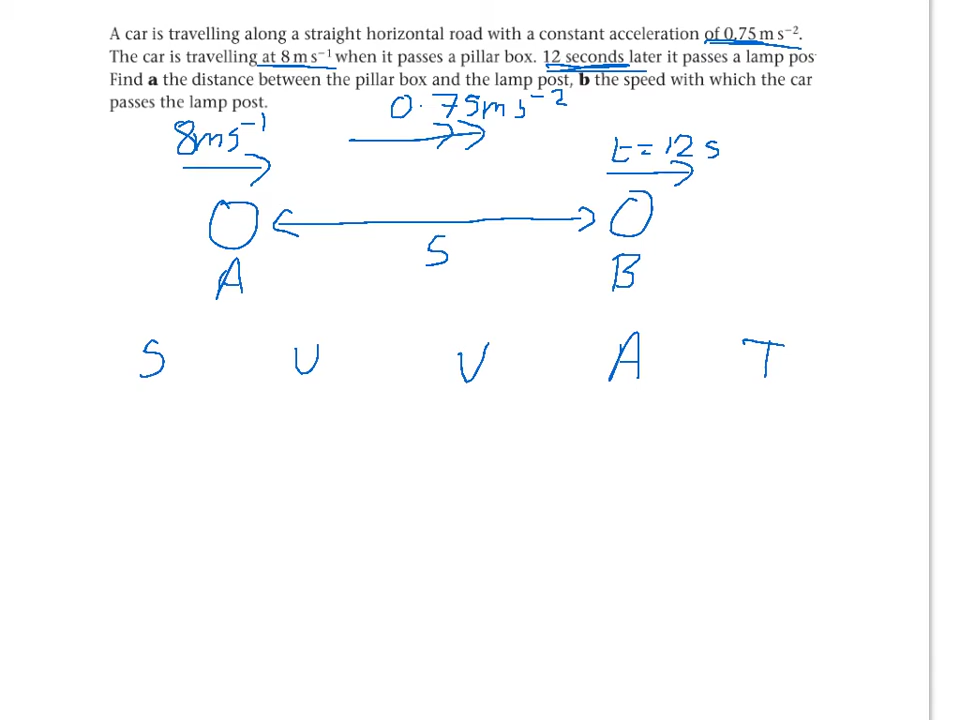 A car is travelling along a straight horizontal road with a constant acceleration of 0.75 m s⁻².
The car is travelling at 8 m s⁻¹ when it passes a pillar box. 12 seconds later it passes a lamp pos
Find a the distance between the pillar box and the lamp post, b the speed with which the car
passes the lamp post.
0.75ms⁻²
8ms⁻¹
t=12s
S
A B
S U V A T